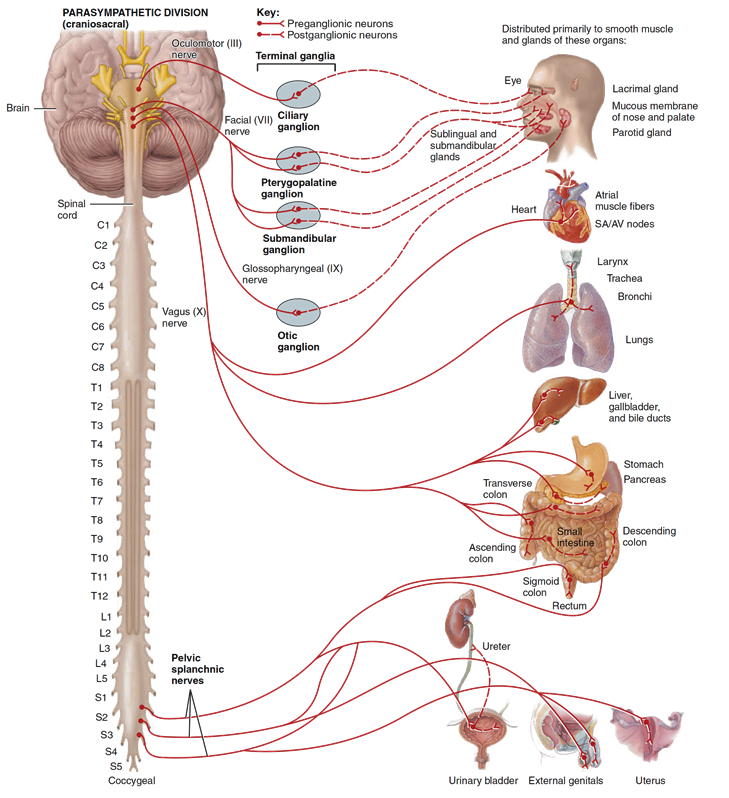 PARASYMPATHETIC DIVISION
(craniosacral)
Key:
Preganglionic neurons
Postganglionic neurons
Distributed primarily to smooth muscle
and glands of these organs:
Oculomotor (III)
nerve
Terminal ganglia
Eye
Lacrimal gland
Mucous membrane
of nose and palate
Parotid gland
Brain
Ciliary
ganglion
Facial (VII)
nerve
Sublingual and
submandibular
glands
Pterygopalatine
ganglion
Spinal
cord
Submandibular
ganglion
Heart
Atrial
muscle fibers
SA/AV nodes
Glossopharyngeal (IX)
nerve
Larynx
Trachea
Bronchi
Lungs
Vagus (X)
nerve
Otic
ganglion
C1
C2
C3
C4
C5
C6
C7
C8
T1
T2
T3
T4
T5
T6
T7
T8
T9
T10
T11
T12
L1
L2
L3
L4
L5
S1
S2
S3
S4
S5
Coccygeal
Liver,
gallbladder,
and bile ducts
Stomach
Pancreas
Transverse
colon
Small
intestine
Descending
colon
Ascending
colon
Sigmoid
colon
Rectum
Pelvic
splanchnic
nerves
Ureter
Urinary bladder
External genitals
Uterus